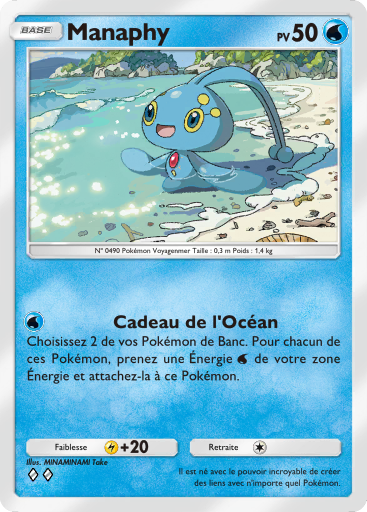 BASE Manaphy PV 50
N° 0490 Pokémon Voyagenmer Taille : 0,3 m Poids : 1,4 kg
Cadeau de l'Océan
Choisissez 2 de vos Pokémon de Banc. Pour chacun de
ces Pokémon, prenez une Énergie de votre zone
Énergie et attachez-la à ce Pokémon.
Faiblesse +20 Retraite
Illus. MINAMINAMI Take
Il est né avec le pouvoir incroyable de créer
des liens avec n'importe quel Pokémon.